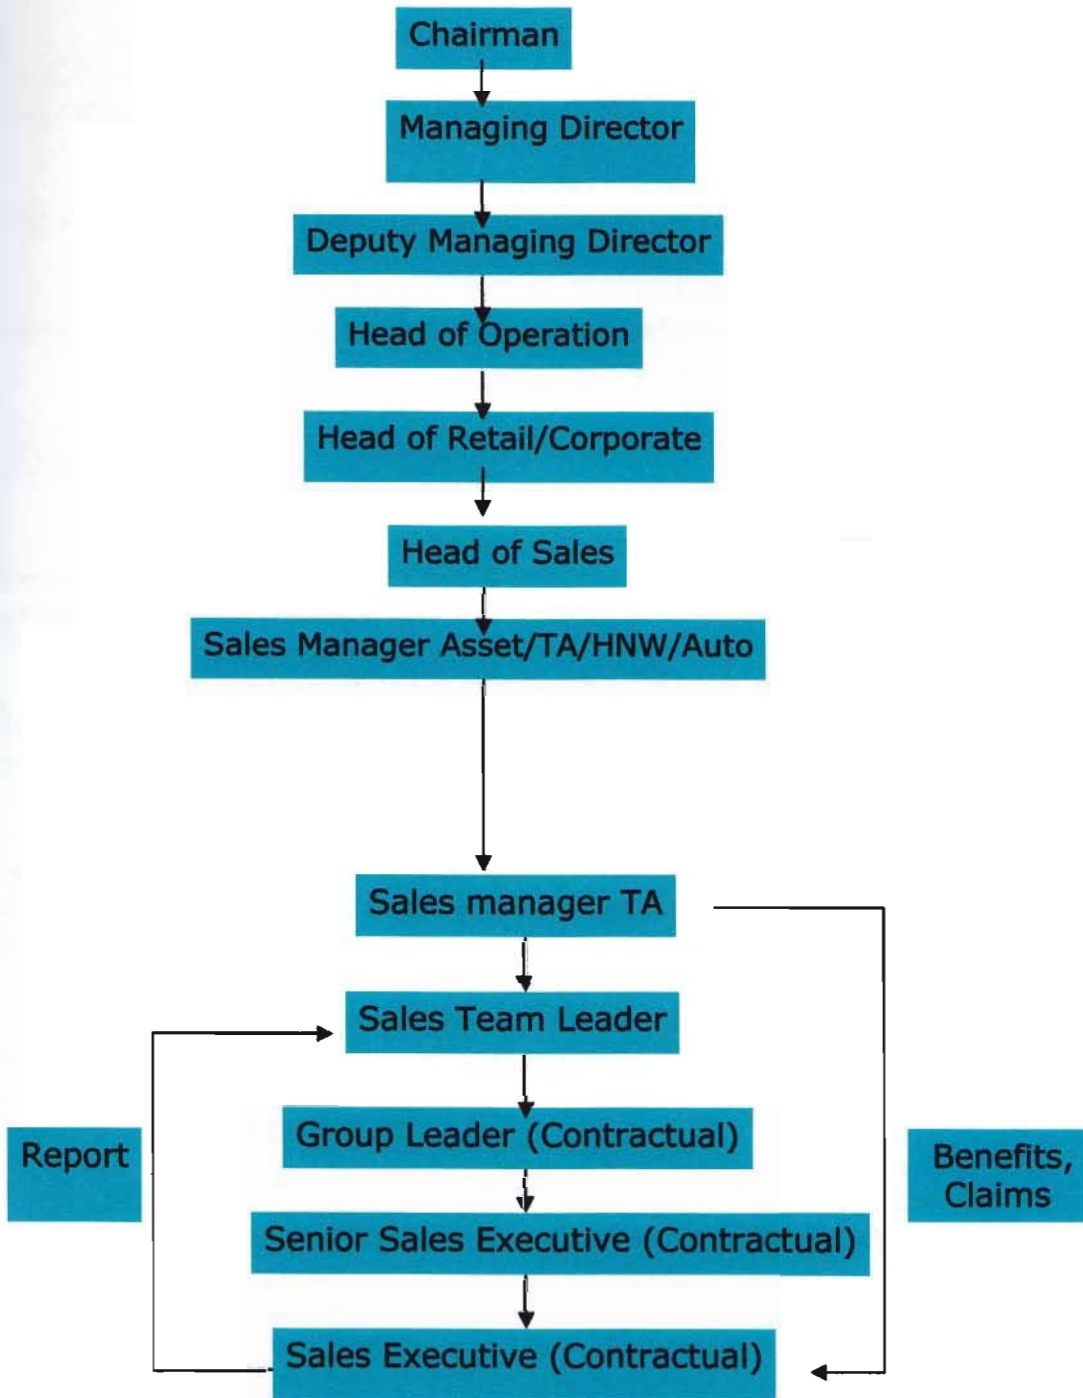 Chairman
Managing Director
Deputy Managing Director
Head of Operation
Head of Retail/Corporate
Head of Sales
Sales Manager Asset/TA/HNW/Auto
Sales manager TA
Sales Team Leader
Group Leader (Contractual)
Report
Benefits,
Claims
Senior Sales Executive (Contractual)
Sales Executive (Contractual)